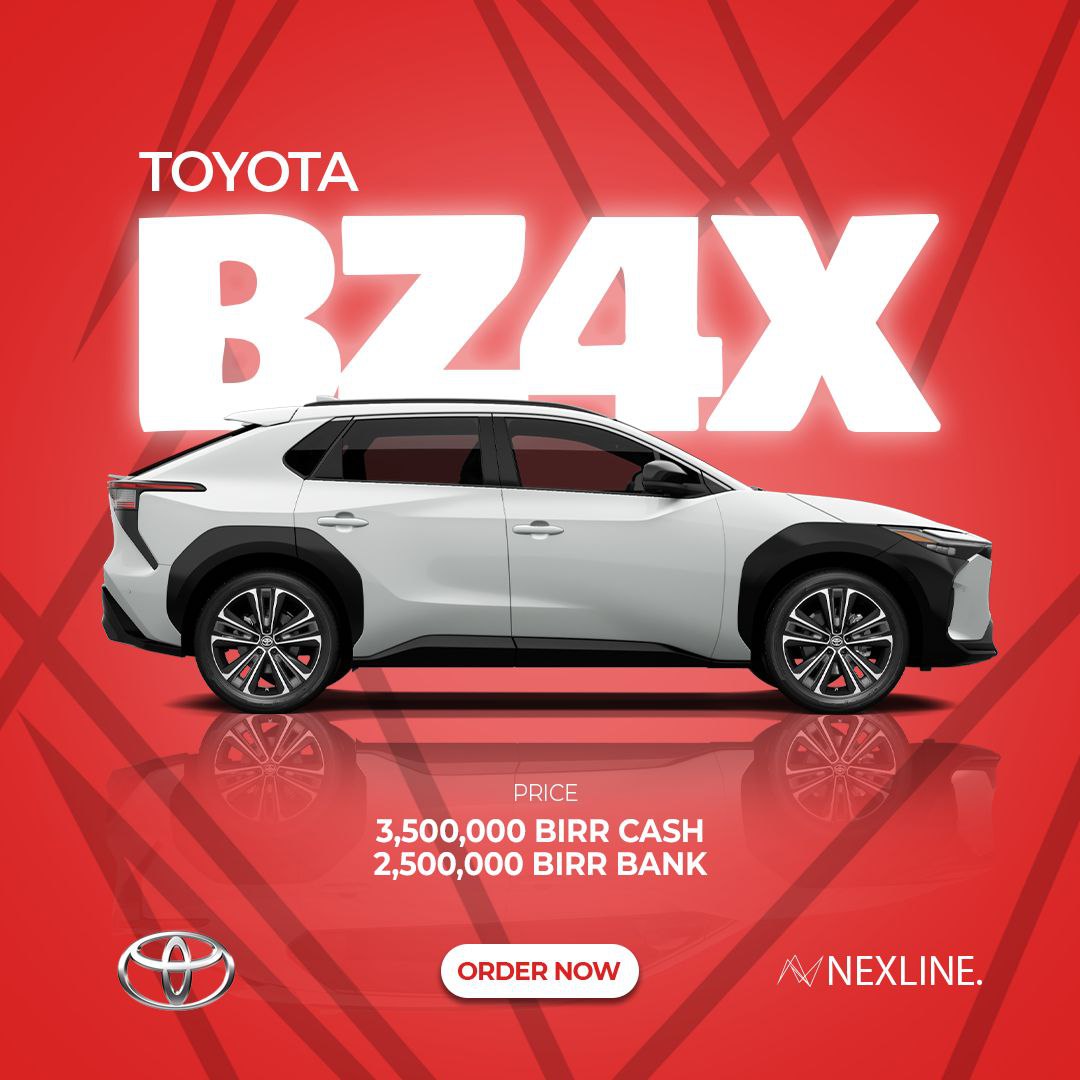 TOYOTA
BZ4X
PRICE
3,500,000 BIRR CASH
2,500,000 BIRR BANK
ORDER NOW
NEXLINE.